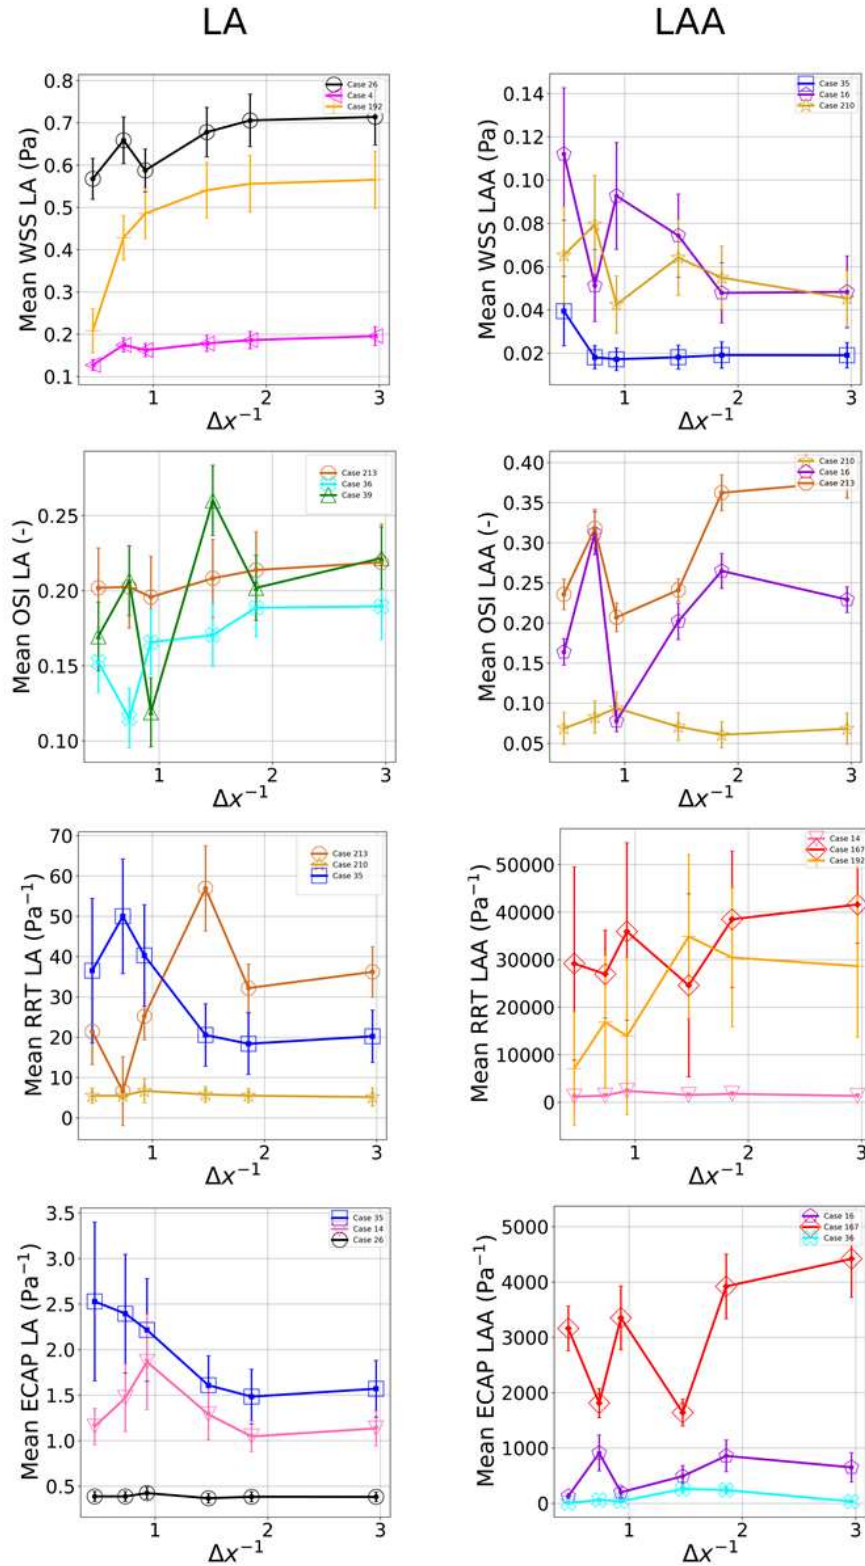 LA
LAA
0.8
0.7
0.6
0.5
0.4
0.3
0.2
0.1
Mean WSS LA (Pa)
Case 26
Case 4
Case 192
1
2
3
Δx⁻¹
0.14
0.12
0.10
0.08
0.06
0.04
0.02
Mean WSS LAA (Pa)
Case 35
Case 16
Case 210
1
2
3
Δx⁻¹
0.25
0.20
0.15
0.10
Mean OSI LA (-)
Case 213
Case 36
Case 39
1
2
3
Δx⁻¹
0.40
0.35
0.30
0.25
0.20
0.15
0.10
0.05
Mean OSI LAA (-)
Case 210
Case 16
Case 213
1
2
3
Δx⁻¹
70
60
50
40
30
20
10
0
Mean RRT LA (Pa⁻¹)
Case 213
Case 210
Case 35
1
2
3
Δx⁻¹
50000
40000
30000
20000
10000
0
Mean RRT LAA (Pa⁻¹)
Case 14
Case 167
Case 192
1
2
3
Δx⁻¹
3.5
3.0
2.5
2.0
1.5
1.0
0.5
Mean ECAP LA (Pa⁻¹)
Case 35
Case 14
Case 26
1
2
3
Δx⁻¹
5000
4000
3000
2000
1000
0
Mean ECAP LAA (Pa⁻¹)
Case 16
Case 167
Case 36
1
2
3
Δx⁻¹